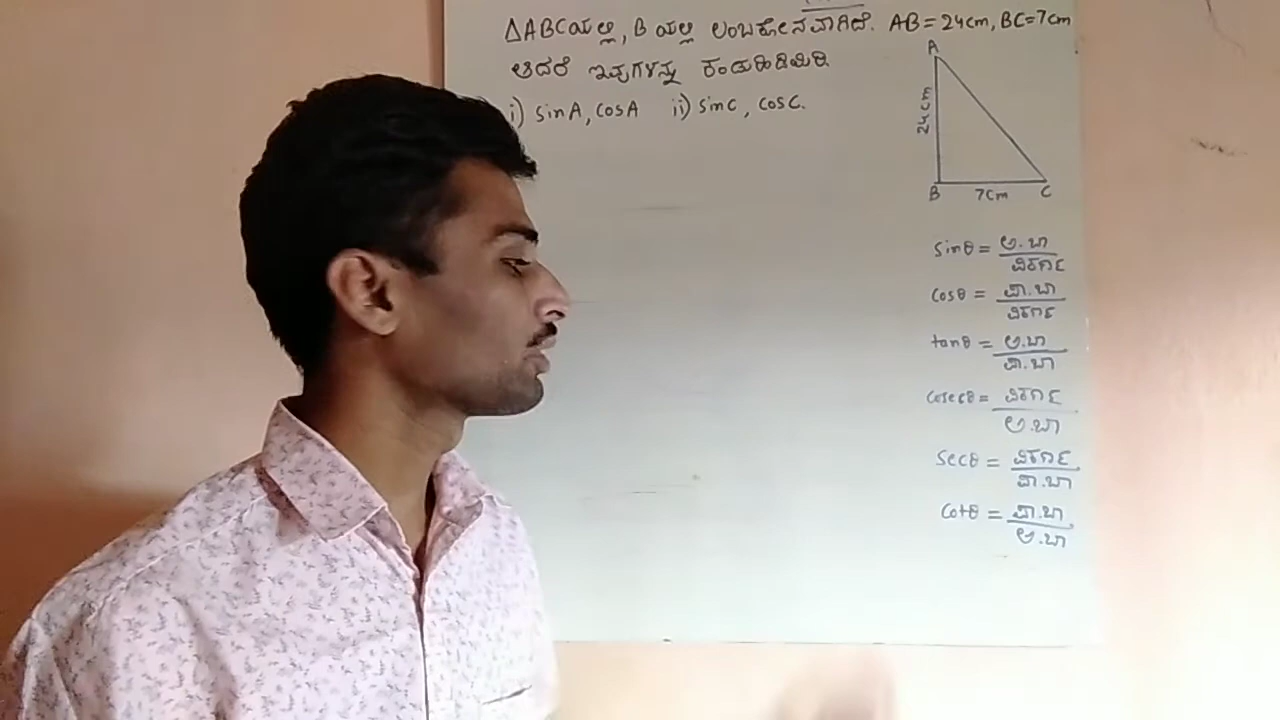 ∆ABCಯಲ್ಲಿ, B ಯಲ್ಲಿ ಲಂಬಕೋನವಾಗಿದೆ. AB=24cm, BC=7cm
ಆದರೆ ಇವುಗಳನ್ನು ಕಂಡುಹಿಡಿಯಿರಿ
i) sinA, cosA ii) sinC, cosC.
A
24cm
B 7cm C
sinθ = ಅ.ಬಾ / ವಿಕರ್ಣ
cosθ = ಪಾ.ಬಾ / ವಿಕರ್ಣ
tanθ = ಅ.ಬಾ / ಪಾ.ಬಾ
cosecθ = ವಿಕರ್ಣ / ಅ.ಬಾ
secθ = ವಿಕರ್ಣ / ಪಾ.ಬಾ
cotθ = ಪಾ.ಬಾ / ಅ.ಬಾ